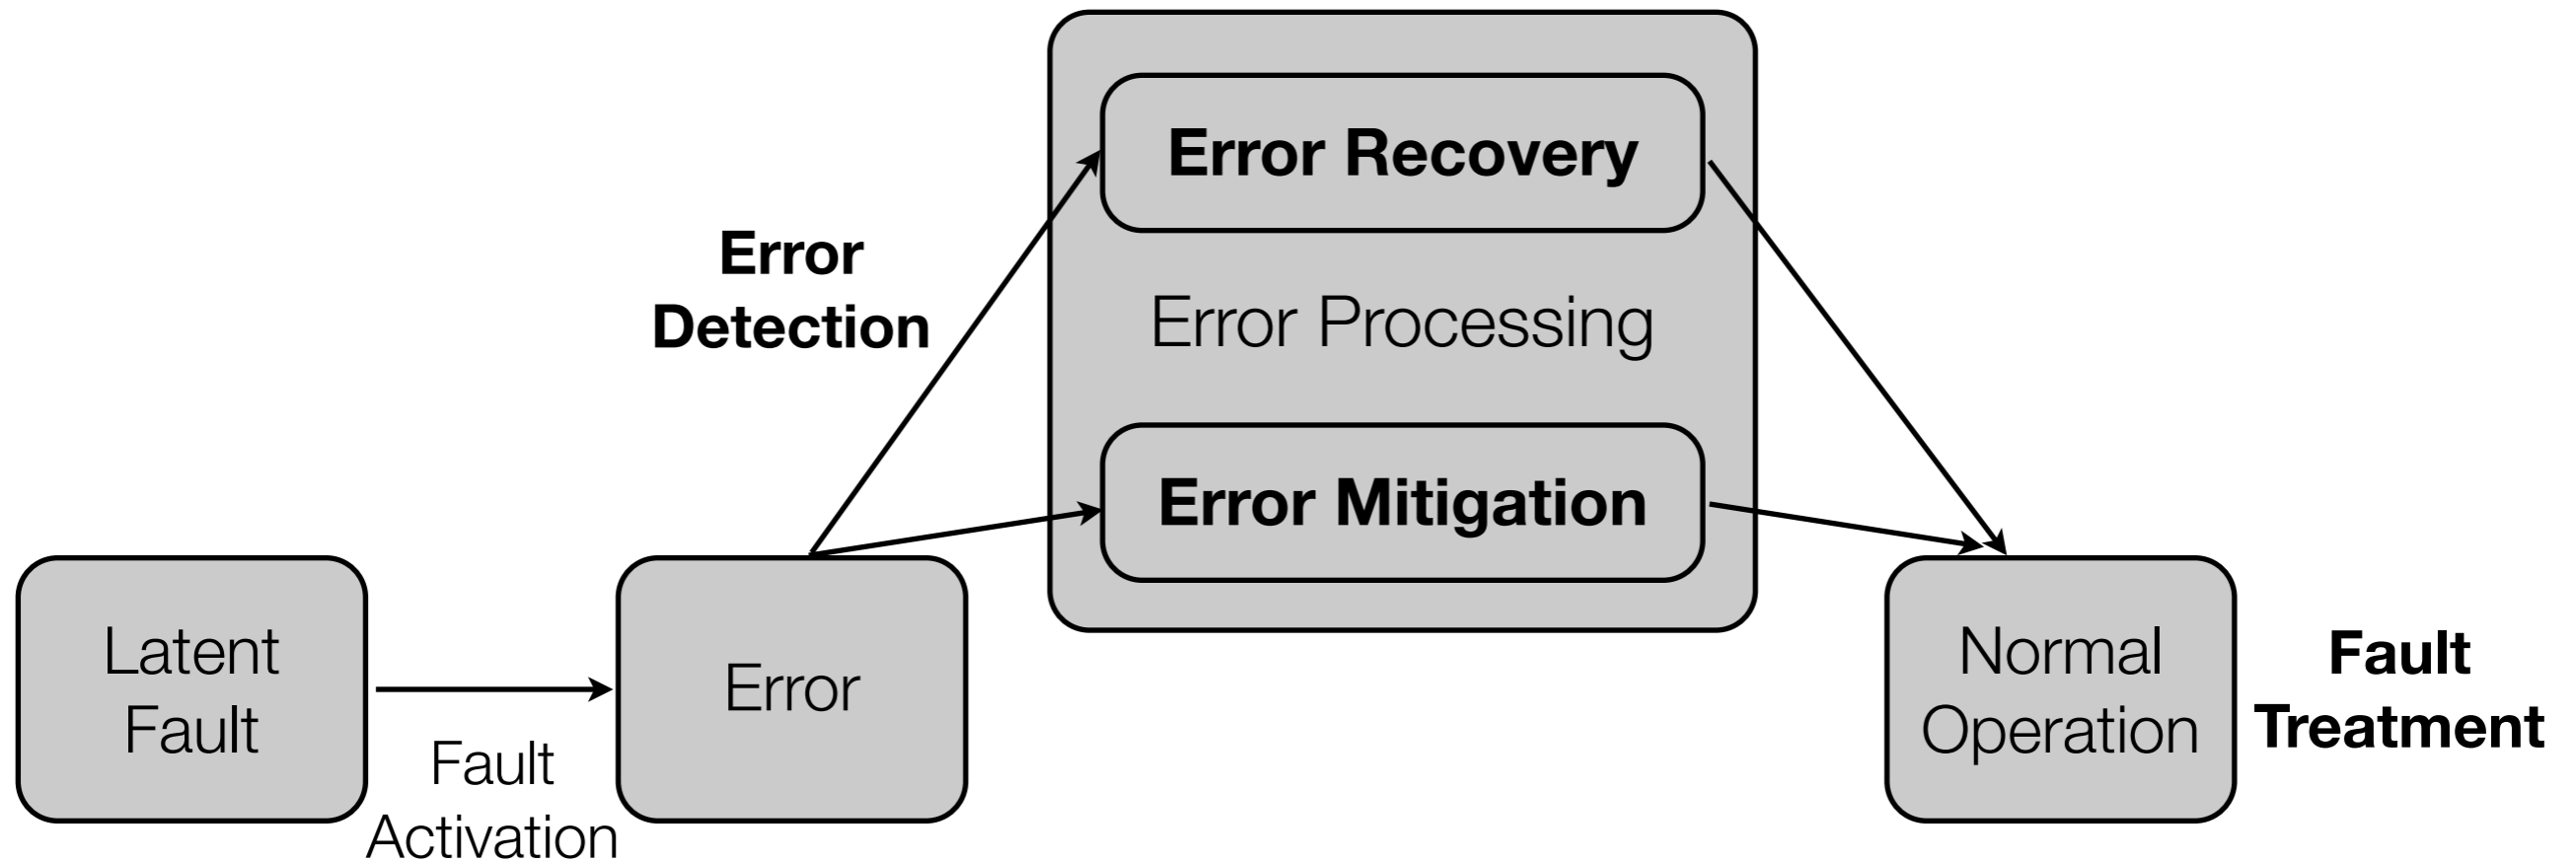 Latent
Fault
Fault
Activation
Error
Error
Detection
Error Recovery
Error Processing
Error Mitigation
Normal
Operation
Fault
Treatment